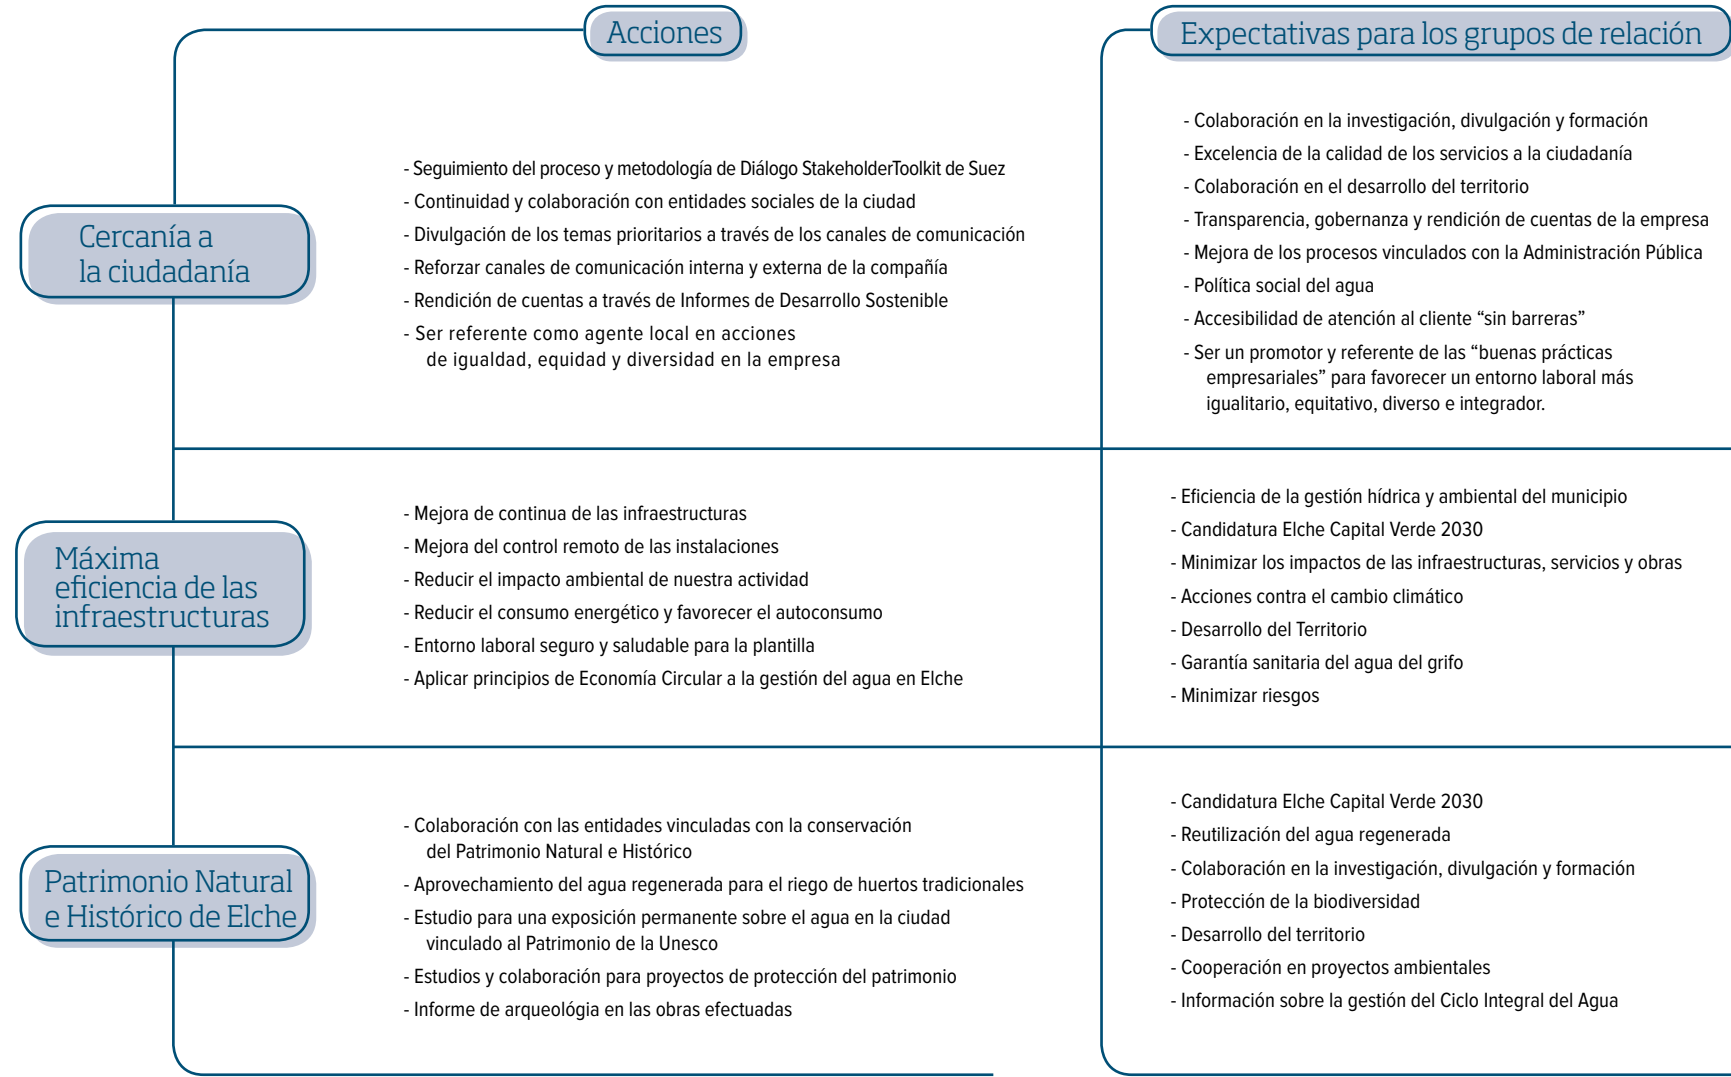 Acciones
Expectativas para los grupos de relación
Cercanía a
la ciudadanía
- Seguimiento del proceso y metodología de Diálogo StakeholderToolkit de Suez
- Continuidad y colaboración con entidades sociales de la ciudad
- Divulgación de los temas prioritarios a través de los canales de comunicación
- Reforzar canales de comunicación interna y externa de la compañía
- Rendición de cuentas a través de Informes de Desarrollo Sostenible
- Ser referente como agente local en acciones
de igualdad, equidad y diversidad en la empresa
- Colaboración en la investigación, divulgación y formación
- Excelencia de la calidad de los servicios a la ciudadanía
- Colaboración en el desarrollo del territorio
- Transparencia, gobernanza y rendición de cuentas de la empresa
- Mejora de los procesos vinculados con la Administración Pública
- Política social del agua
- Accesibilidad de atención al cliente “sin barreras”
- Ser un promotor y referente de las “buenas prácticas
empresariales” para favorecer un entorno laboral más
igualitario, equitativo, diverso e integrador.
Máxima
eficiencia de las
infraestructuras
- Mejora de continua de las infraestructuras
- Mejora del control remoto de las instalaciones
- Reducir el impacto ambiental de nuestra actividad
- Reducir el consumo energético y favorecer el autoconsumo
- Entorno laboral seguro y saludable para la plantilla
- Aplicar principios de Economía Circular a la gestión del agua en Elche
- Eficiencia de la gestión hídrica y ambiental del municipio
- Candidatura Elche Capital Verde 2030
- Minimizar los impactos de las infraestructuras, servicios y obras
- Acciones contra el cambio climático
- Desarrollo del Territorio
- Garantía sanitaria del agua del grifo
- Minimizar riesgos
Patrimonio Natural
e Histórico de Elche
- Colaboración con las entidades vinculadas con la conservación
del Patrimonio Natural e Histórico
- Aprovechamiento del agua regenerada para el riego de huertos tradicionales
- Estudio para una exposición permanente sobre el agua en la ciudad
vinculado al Patrimonio de la Unesco
- Estudios y colaboración para proyectos de protección del patrimonio
- Informe de arqueológia en las obras efectuadas
- Candidatura Elche Capital Verde 2030
- Reutilización del agua regenerada
- Colaboración en la investigación, divulgación y formación
- Protección de la biodiversidad
- Desarrollo del territorio
- Cooperación en proyectos ambientales
- Información sobre la gestión del Ciclo Integral del Agua